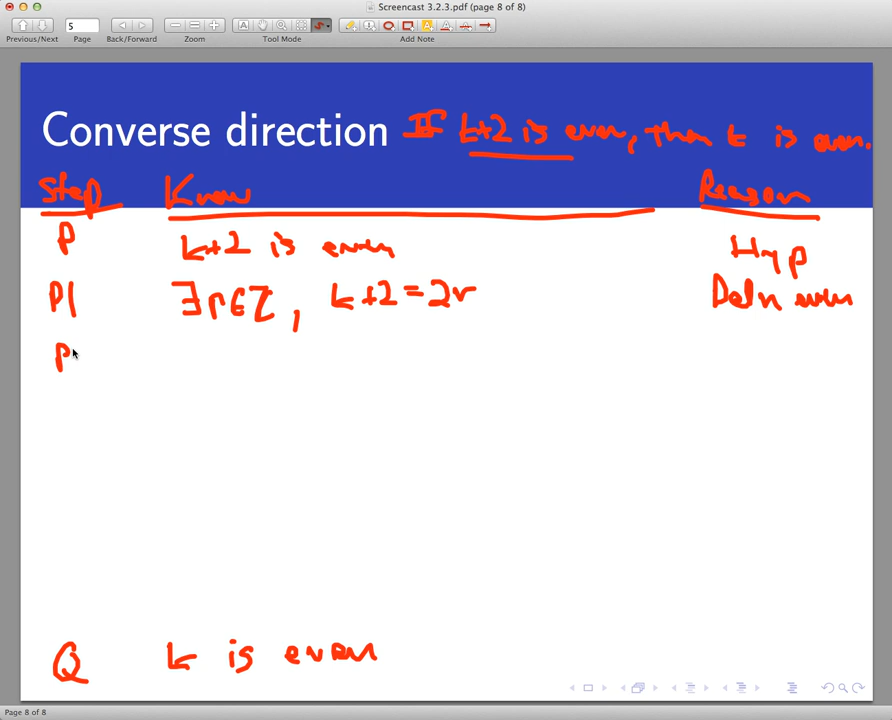 Screencast 3.2.3.pdf (page 8 of 8)
5
Previous/Next Page Back/Forward Zoom Tool Mode Add Note
Converse direction If k+2 is even, then k is even.
Step Know Reason
P k+2 is even Hyp
P1 ∃r∈ℤ, k+2=2r Defn even
P
Q k is even
Page 8 of 8